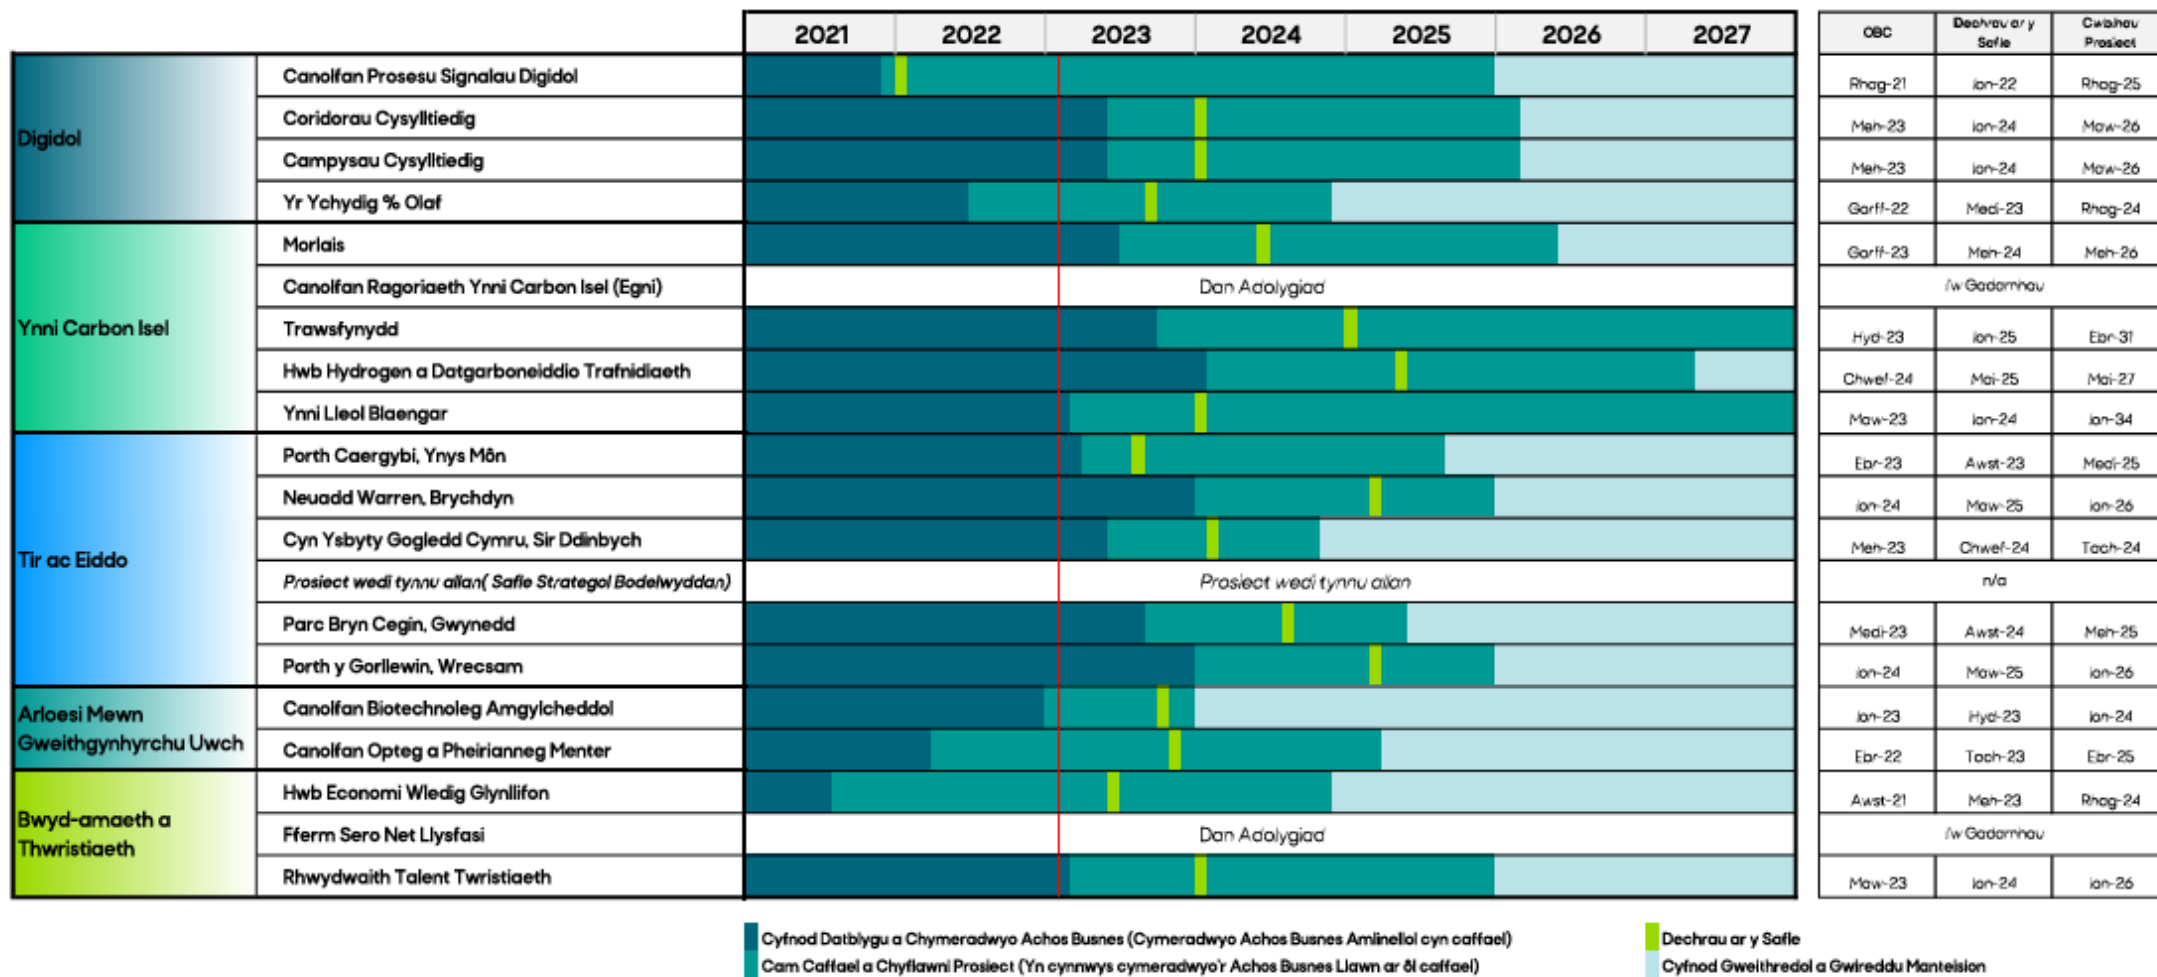 2021 2022 2023 2024 2025 2026 2027 OBC Dechrau ar y Safle Cwblhau Prosiect
Digidol
Canolfan Prosesu Signalau Digidol Rhag-21 Ion-22 Rhag-25
Coridorau Cysylltiedig Meh-23 Ion-24 Maw-26
Campysau Cysylltiedig Meh-23 Ion-24 Maw-26
Yr Ychydig % Olaf Gorff-22 Medi-23 Rhag-24
Ynni Carbon Isel
Morlais Gorff-23 Meh-24 Meh-26
Canolfan Ragoriaeth Ynni Carbon Isel (Egni) Dan Adolygiad i'w Gadarnhau
Trawsfynydd Hyd-23 Ion-25 Ebr-31
Hwb Hydrogen a Datgarboneiddio Trafnidiaeth Chwef-24 Mai-25 Mai-27
Ynni Lleol Blaengar Maw-23 Ion-24 Ion-34
Tir ac Eiddo
Porth Caergybi, Ynys Môn Ebr-23 Awst-23 Medi-25
Neuadd Warren, Brychdyn Ion-24 Maw-25 Ion-26
Cyn Ysbyty Gogledd Cymru, Sir Ddinbych Meh-23 Chwef-24 Tach-24
Prosiect wedi tynnu allan( Safle Strategol Bodelwyddan) Prosiect wedi tynnu allan n/a
Parc Bryn Cegin, Gwynedd Medi-23 Awst-24 Meh-25
Porth y Gorllewin, Wrecsam Ion-24 Maw-25 Ion-26
Arloesi Mewn
Gweithgynhyrchu Uwch
Canolfan Biotechnoleg Amgylcheddol Ion-23 Hyd-23 Ion-24
Canolfan Opteg a Pheirianneg Menter Ebr-22 Tach-23 Ebr-25
Bwyd-amaeth a
Thwristiaeth
Hwb Economi Wledig Glynllifon Awst-21 Meh-23 Rhag-24
Fferm Sero Net Llysfasi Dan Adolygiad i'w Gadarnhau
Rhwydwaith Talent Twristiaeth Maw-23 Ion-24 Ion-26
Cyfnod Datblygu a Chymeradwyo Achos Busnes (Cymeradwyo Achos Busnes Amlinellol cyn caffael) Dechrau ar y Safle
Cam Caffael a Chyflawni Prosiect (Yn cynnwys cymeradwyo'r Achos Busnes Llawn ar ôl caffael) Cyfnod Gweithredol a Gwireddu Manteision